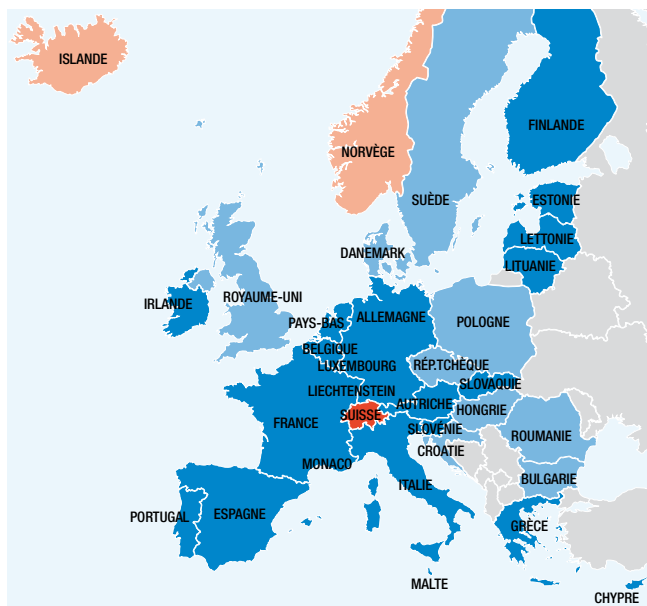 ISLANDE
FINLANDE
NORVÈGE
SUÈDE
ESTONIE
LETTONIE
DANEMARK
LITUANIE
ROYAUME-UNI
IRLANDE
ALLEMAGNE
PAYS-BAS
POLOGNE
BELGIQUE
LUXEMBOURG
RÉP.TCHÈQUE
SLOVAQUIE
LIECHTENSTEIN
AUTRICHE
HONGRIE
SUISSE
FRANCE
SLOVÉNIE
ROUMANIE
CROATIE
MONACO
BULGARIE
ITALIE
ESPAGNE
PORTUGAL
GRÈCE
MALTE
CHYPRE